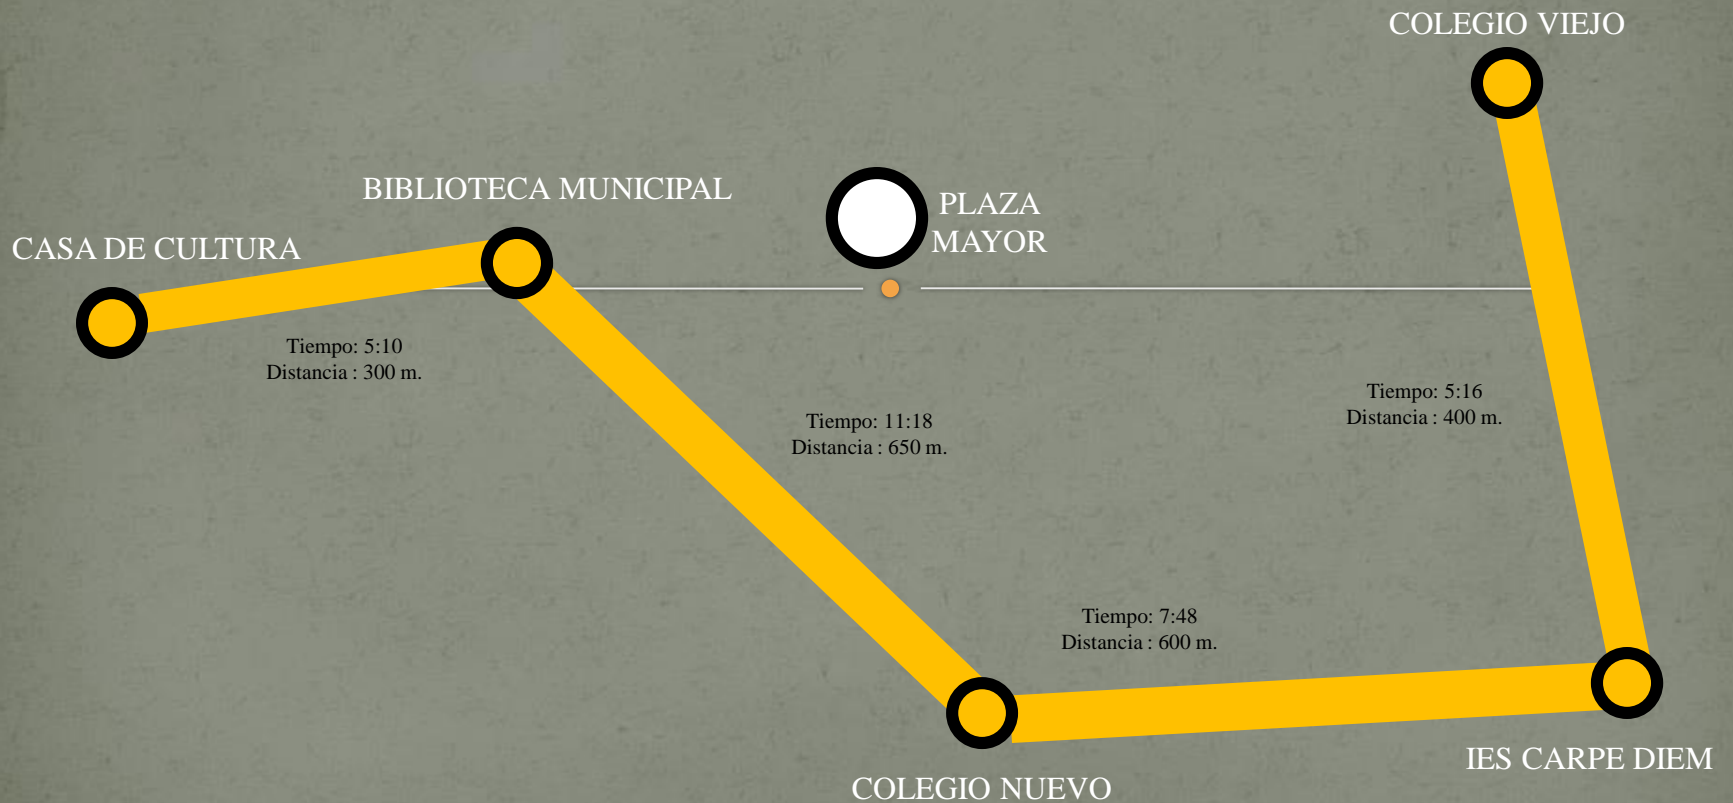 COLEGIO VIEJO
BIBLIOTECA MUNICIPAL
PLAZA
MAYOR
CASA DE CULTURA
Tiempo: 5:10
Distancia : 300 m.
Tiempo: 5:16
Distancia : 400 m.
Tiempo: 11:18
Distancia : 650 m.
Tiempo: 7:48
Distancia : 600 m.
IES CARPE DIEM
COLEGIO NUEVO